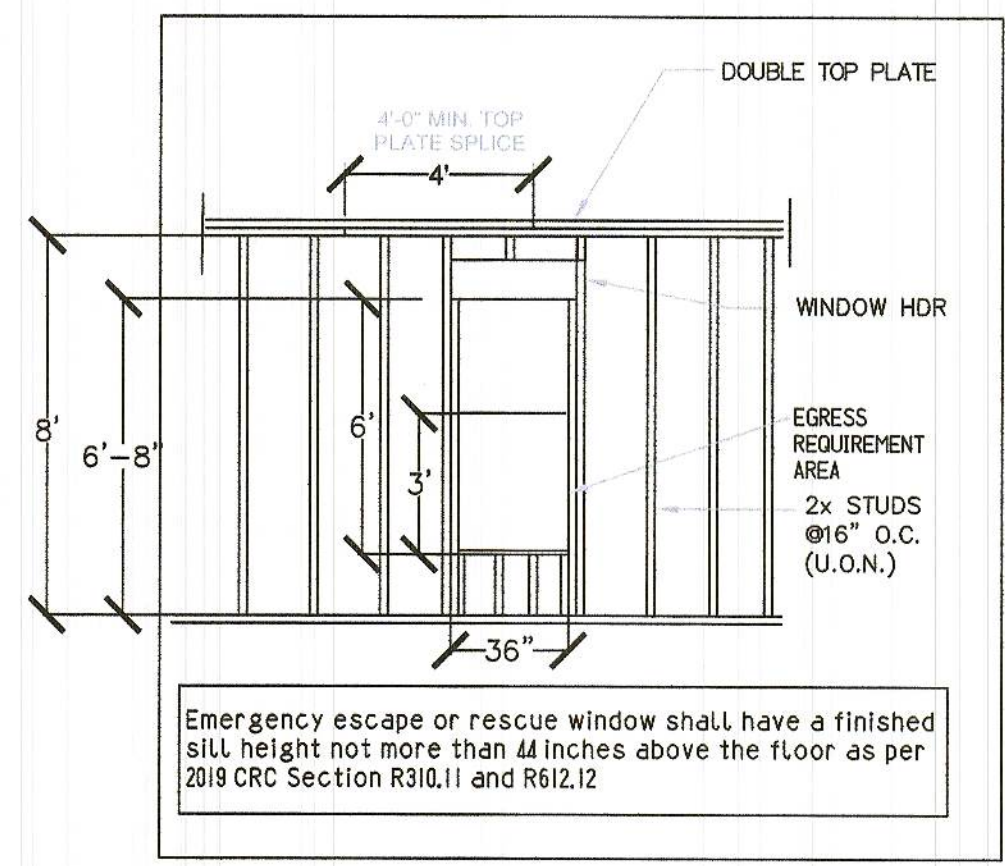 DOUBLE TOP PLATE
4'-0" MIN. TOP
PLATE SPLICE
4'
WINDOW HDR
8'
6'-8"
6'
3'
EGRESS
REQUIREMENT
AREA
2x STUDS
@16" O.C.
(U.O.N.)
36"
Emergency escape or rescue window shall have a finished
sill height not more than 44 inches above the floor as per
2019 CRC Section R310.11 and R612.12